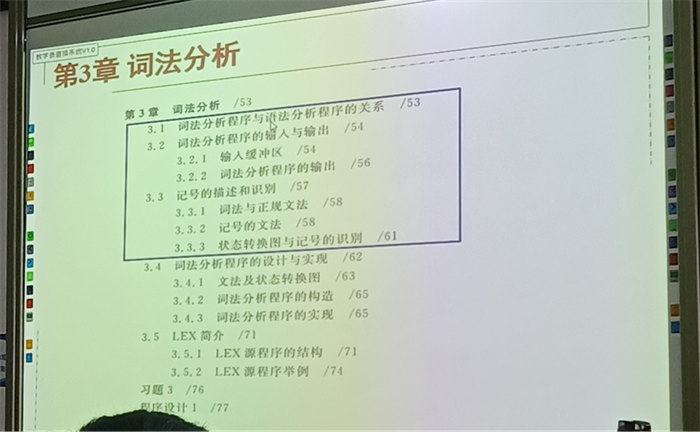 数字录直播系统V1.0
第3章 词法分析
第3章 词法分析 /53
3.1 词法分析程序与语法分析程序的关系 /53
3.2 词法分析程序的输入与输出 /54
3.2.1 输入缓冲区 /54
3.2.2 词法分析程序的输出 /56
3.3 记号的描述和识别 /57
3.3.1 词法与正规文法 /58
3.3.2 记号的文法 /58
3.3.3 状态转换图与记号的识别 /61
3.4 词法分析程序的设计与实现 /62
3.4.1 文法及状态转换图 /63
3.4.2 词法分析程序的构造 /65
3.4.3 词法分析程序的实现 /65
3.5 LEX 简介 /71
3.5.1 LEX 源程序的结构 /71
3.5.2 LEX 源程序举例 /74
习题 3 /76
程序设计 1 /77